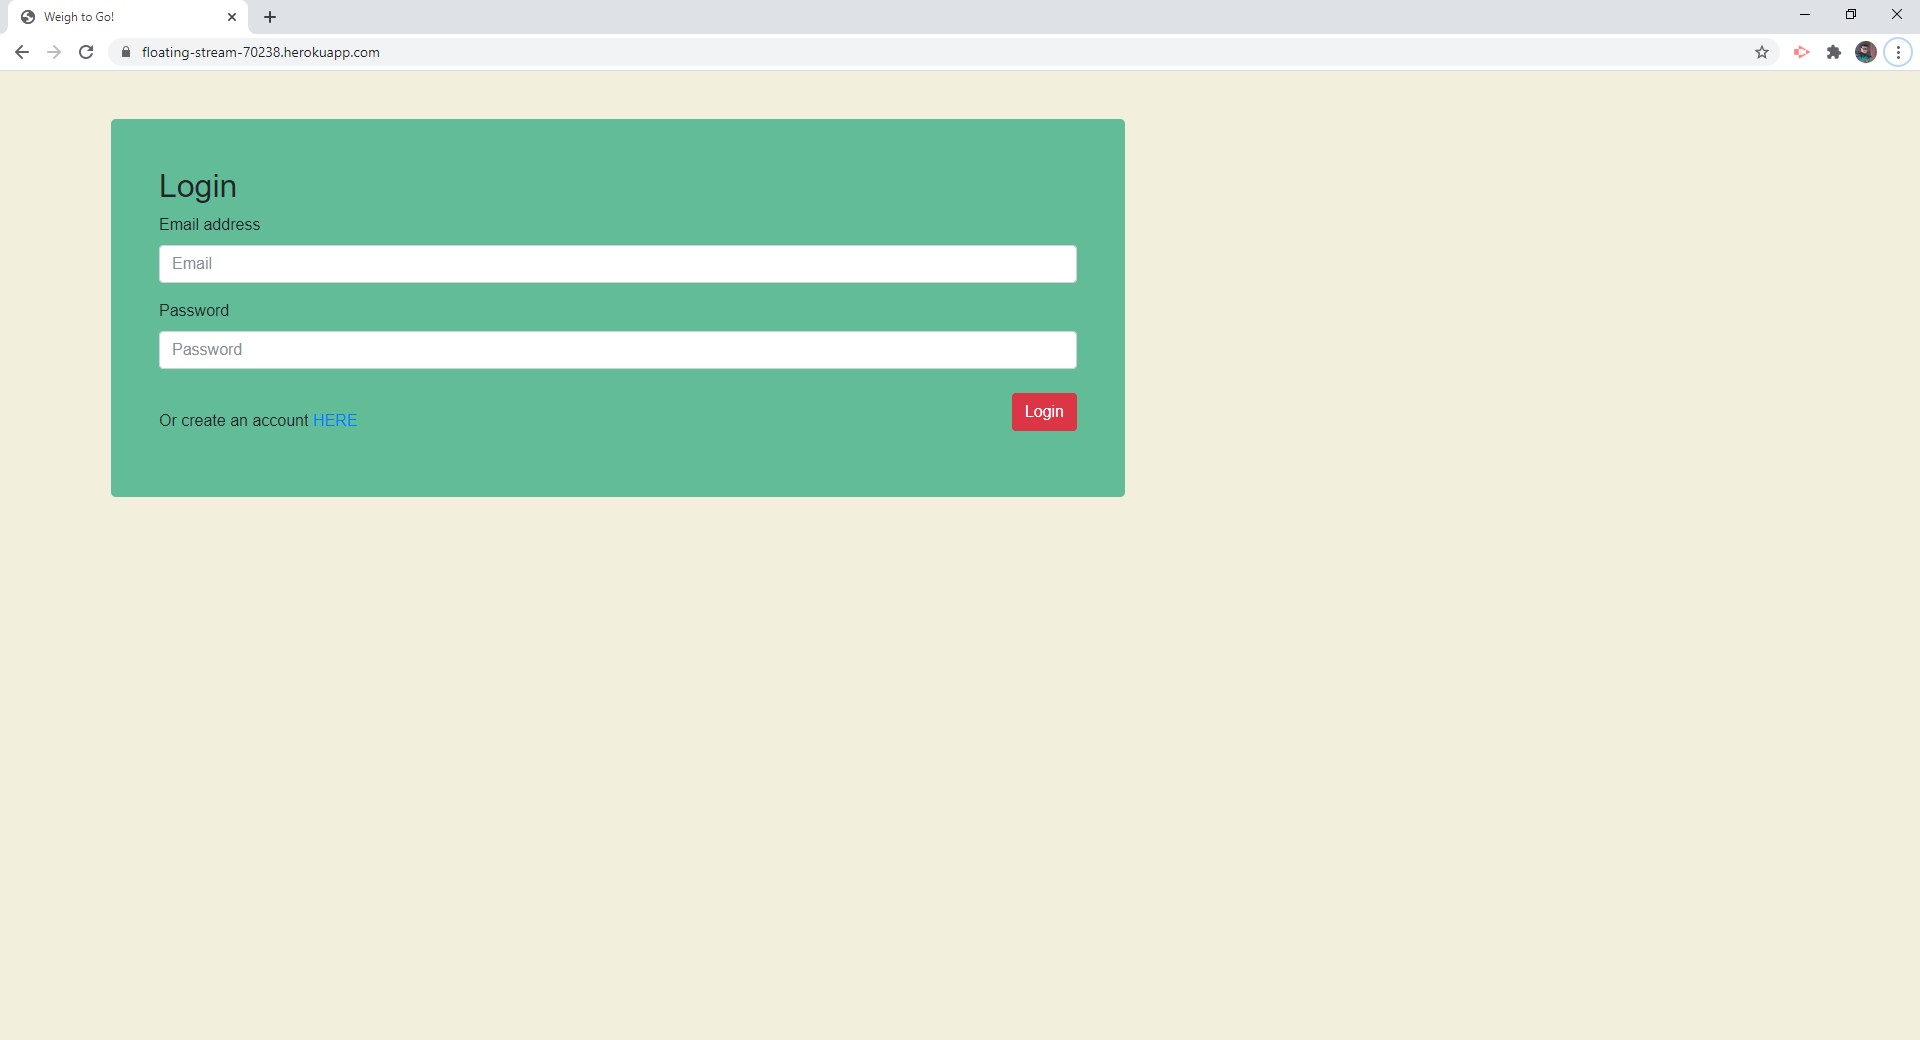 Weigh to Go!
floating-stream-70238.herokuapp.com
Login
Email address
Email
Password
Password
Login
Or create an account HERE